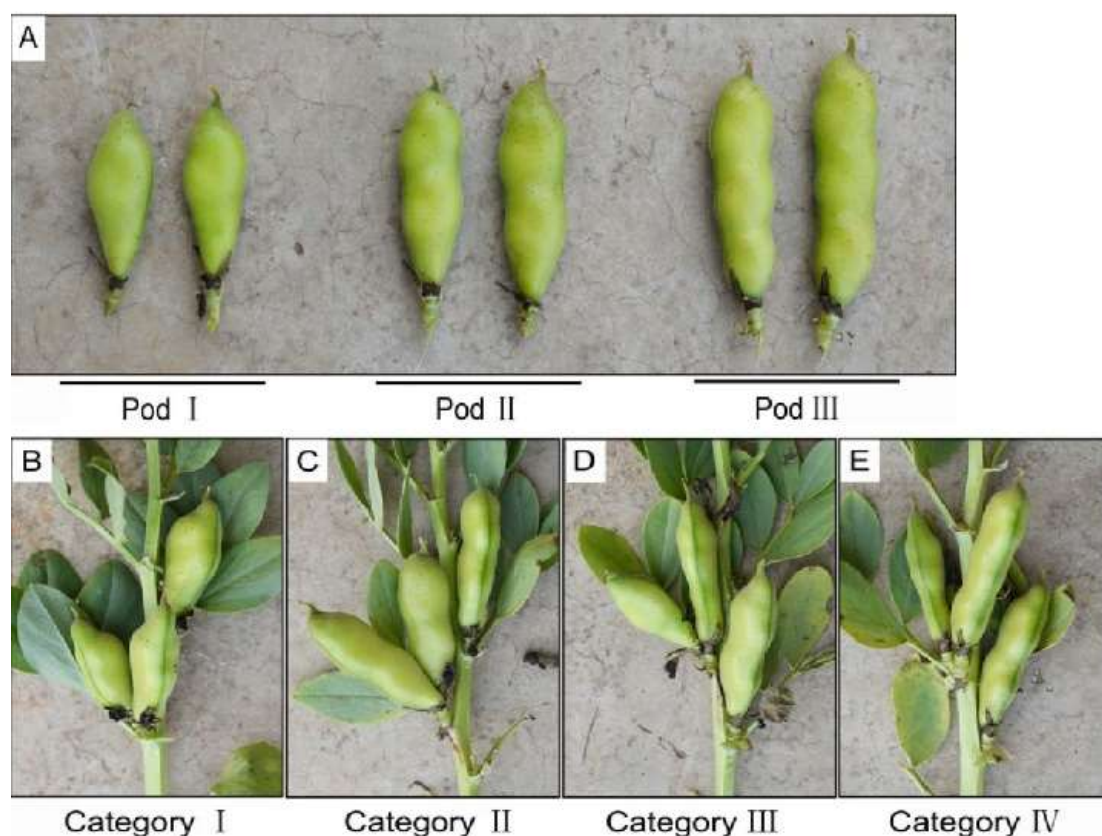 A
Pod Ⅰ Pod Ⅱ Pod Ⅲ
B C D E
Category Ⅰ Category Ⅱ Category Ⅲ Category Ⅳ